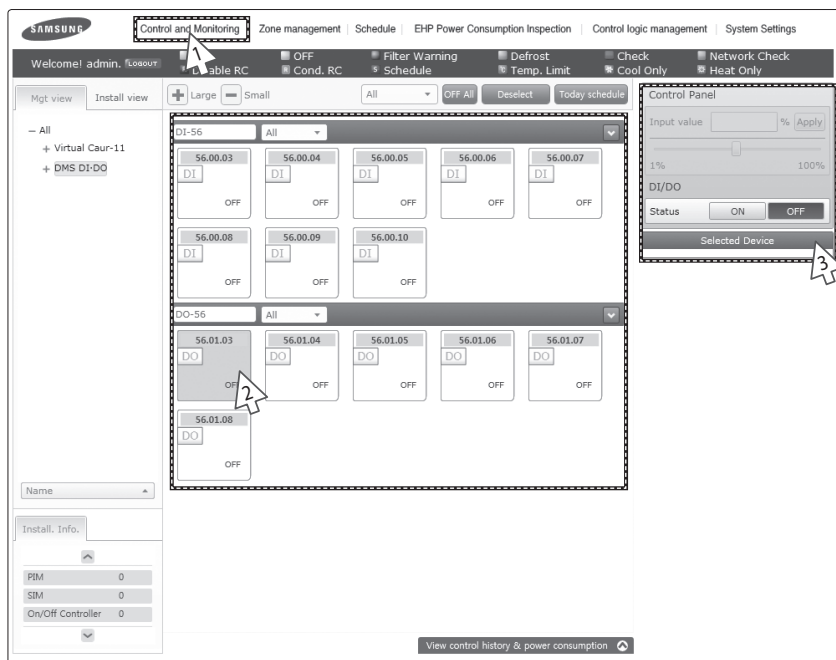 SAMSUNG
Control and Monitoring | Zone management | Schedule | EHP Power Consumption Inspection | Control logic management | System Settings
1
Welcome! admin. LOGOUT
OFF Filter Warning Defrost Check Network Check
RC Cond. RC Schedule Temp. Limit Cool Only Heat Only
Mgt view Install view
+ Large − Small All OFF All Deselect Today schedule
− All
+ Virtual Caur-11
+ DMS DI-DO
DI-56 All
56.00.03 56.00.04 56.00.05 56.00.06 56.00.07
DI DI DI DI DI
OFF OFF OFF OFF OFF
56.00.08 56.00.09 56.00.10
DI DI DI
OFF OFF OFF
DO-56 All
56.01.03 56.01.04 56.01.05 56.01.06 56.01.07
DO DO DO DO DO
OFF OFF OFF OFF OFF
2
56.01.08
DO
OFF
Control Panel
Input value % Apply
1% 100%
DI/DO
Status ON OFF
Selected Device
3
Name
Install. Info.
PIM 0
SIM 0
On/Off Controller 0
View control history & power consumption